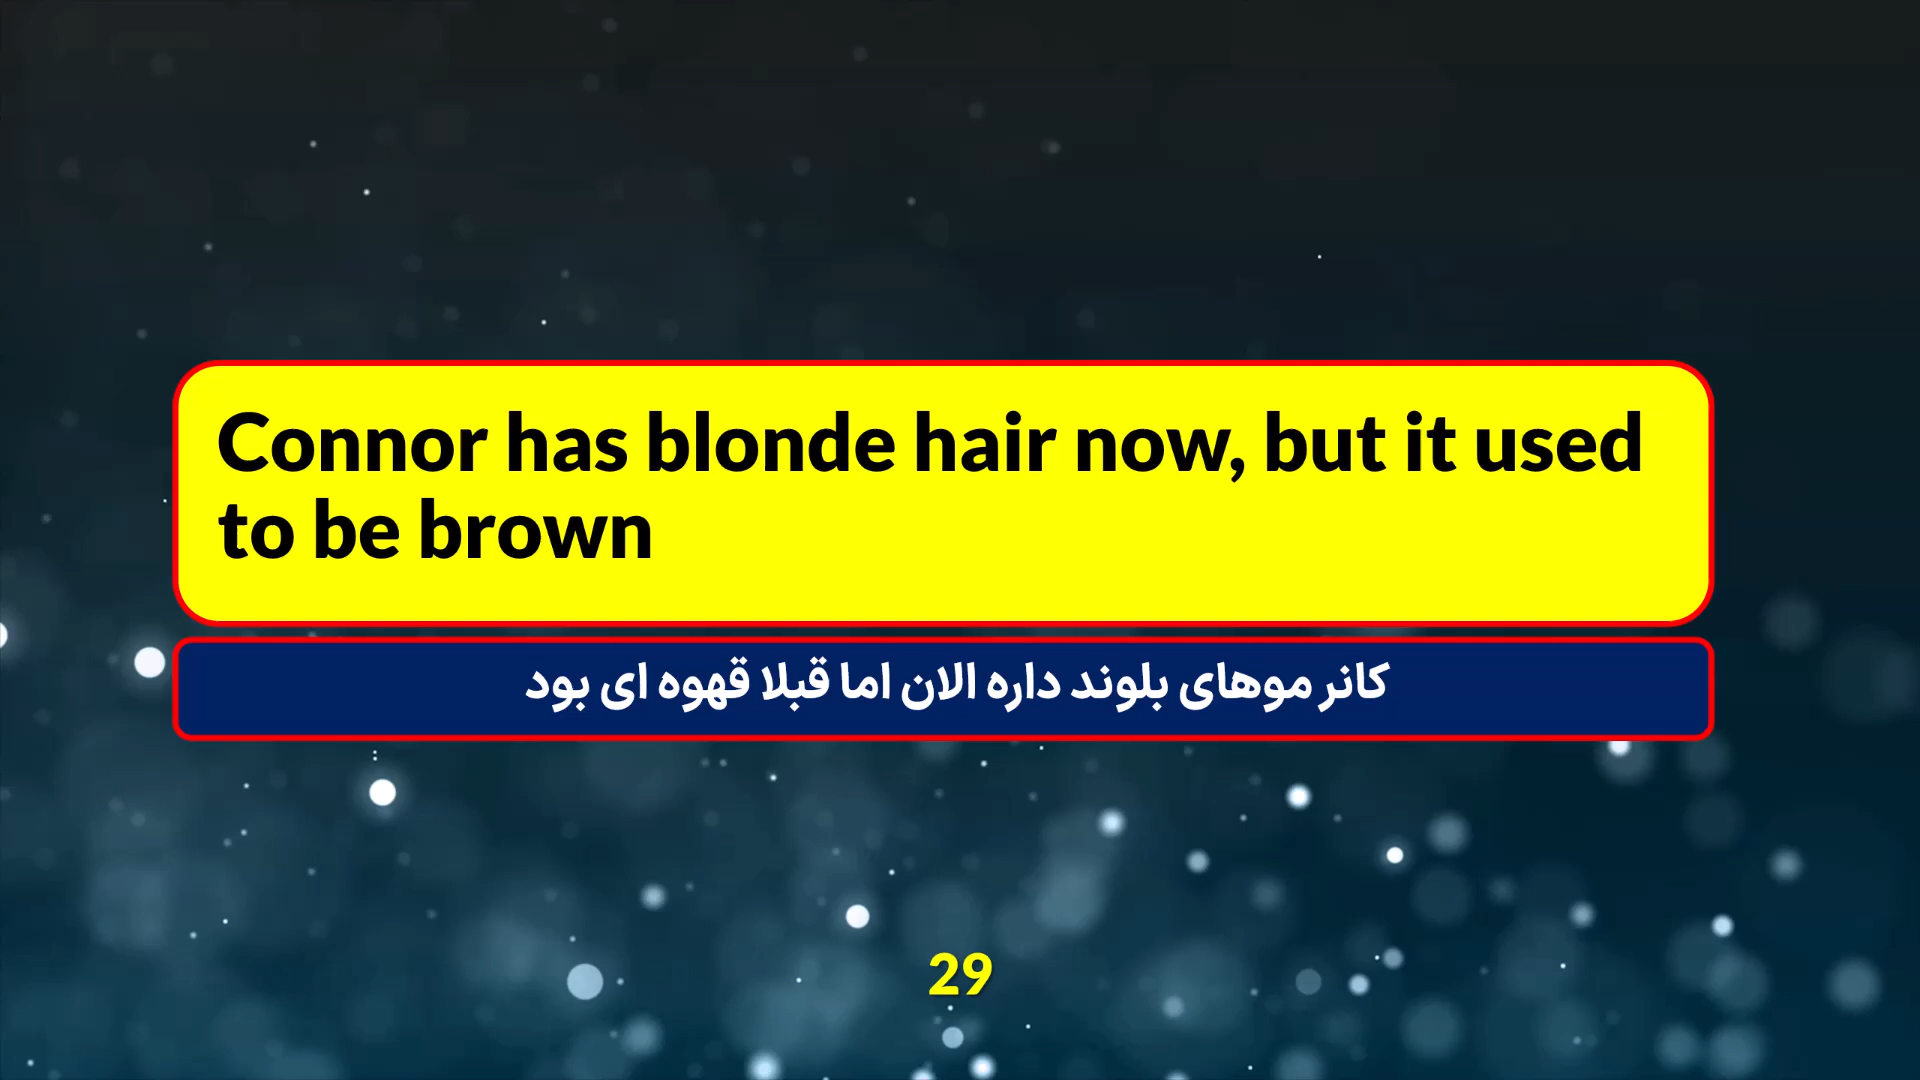 Connor has blonde hair now, but it used
to be brown
کانر موهای بلوند داره الان اما قبلا قهوه ای بود
29